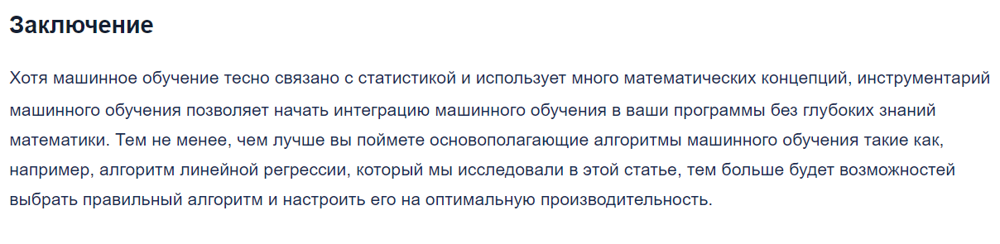 Заключение
Хотя машинное обучение тесно связано с статистикой и использует много математических концепций, инструментарий
машинного обучения позволяет начать интеграцию машинного обучения в ваши программы без глубоких знаний
математики. Тем не менее, чем лучше вы поймете основополагающие алгоритмы машинного обучения такие как,
например, алгоритм линейной регрессии, который мы исследовали в этой статье, тем больше будет возможностей
выбрать правильный алгоритм и настроить его на оптимальную производительность.